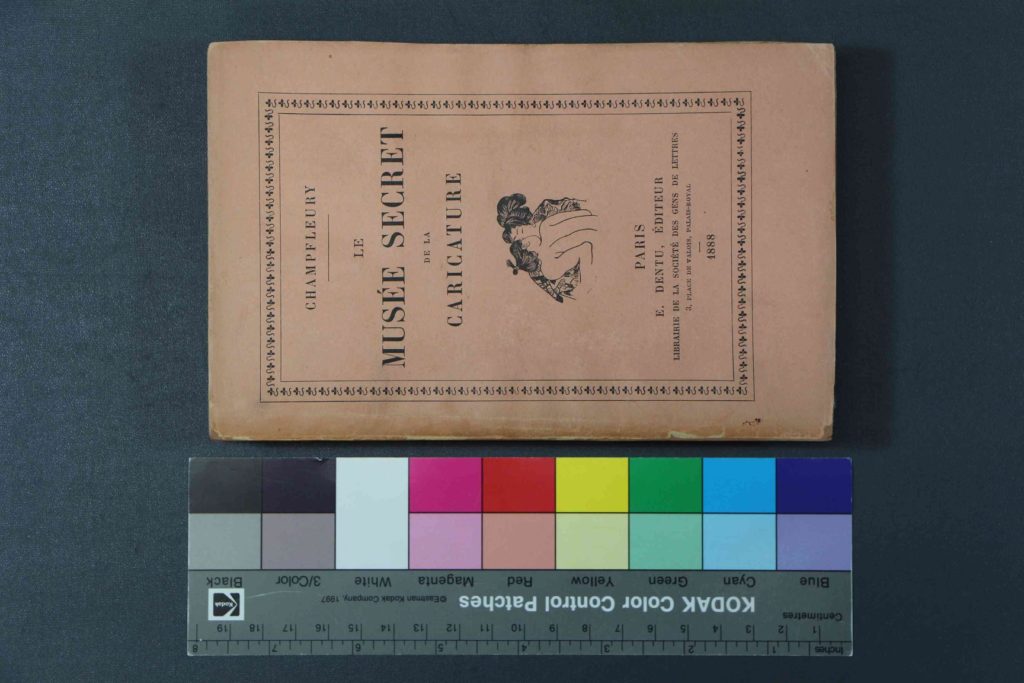 CHAMPFLEURY
LE
MUSÉE SECRET
DE LA
CARICATURE
PARIS
E. DENTU, ÉDITEUR
LIBRAIRIE DE LA SOCIÉTÉ DES GENS DE LETTRES
3, PLACE DE VALOIS, PALAIS-ROYAL
1888
Inches 1 2 3 4 5 6 7 8
Centimetres 1 2 3 4 5 6 7 8 9 10 11 12 13 14 15 16 17 18 19
KODAK Color Control Patches ©Eastman Kodak Company, 1997 Kodak
Blue Cyan Green Yellow Red Magenta White 3/Color Black